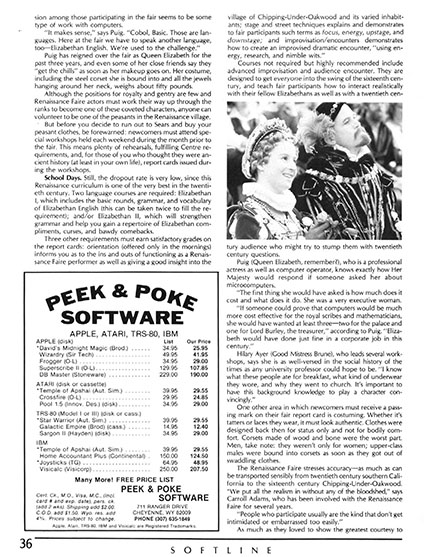 sion among those participating in the fair seems to be some
type of work with computers.
"It makes sense," says Puig. "Cobol, Basic. Those are lan-
guages. Here at the fair we have to speak another language,
too—Elizabethan English. We're used to the challenge."
Puig has reigned over the fair as Queen Elizabeth for the
past three years, and even some of her close friends say they
"get the chills" as soon as her makeup goes on. Her costume,
including the steel corset she is bound into and all the jewels
hanging around her neck, weighs about fifty pounds.
Although the positions for royalty and gentry are few and
Renaissance Faire actors must work their way up through the
ranks to become one of these coveted characters, anyone can
volunteer to be one of the peasants in the Renaissance village.
But before you decide to run out to Sears and buy your
peasant clothes, be forewarned: newcomers must attend spe-
cial workshops held each weekend during the month prior to
the fair. This means plenty of rehearsals, fulfilling Centre re-
quirements, and, for those of you who thought they were an-
cient history (at least in your own life), report cards issued dur-
ing the workshops.
School Days. Still, the dropout rate is very low, since this
Renaissance curriculum is one of the very best in the twenti-
eth century. Two language courses are required: Elizabethan
I, which includes the basic rounds, grammar, and vocabulary
of Elizabethan English (this can be taken twice to fill the re-
quirement); and/or Elizabethan II, which will strengthen
grammar and help you gain a repertoire of Elizabethan com-
pliments, curses, and bawdy comebacks.
Three other requirements must earn satisfactory grades on
the report cards: orientation (offered only in the mornings)
informs you as to the ins and outs of functioning as a Renais-
sance Faire performer as well as giving a good insight into the
PEEK & POKE
SOFTWARE
APPLE, ATARI, TRS-80, IBM
APPLE (disk) List Our Price
*David's Midnight Magic (Brod.) 34.95 25.95
Wizardry (Sir Tech) 49.95 41.95
Frogger (O-L) 34.95 29.00
Superscribe II (O-L) 129.95 107.85
DB Master (Stoneware) 229.00 190.00
ATARI (disk or cassette)
*Temple of Apshai (Aut. Sim.) 39.95 29.55
Crossfire (O-L) 29.95 24.85
Pool 1.5 (Innov. Des.) (disk) 34.95 29.00
TRS-80 (Model I or III) (disk or cass.)
*Star Warrior (Aut. Sim.) 39.95 29.55
Galactic Empire (Brod) (cass.) 14.95 12.40
Sargon II (Hayden) (disk) 34.95 29.00
IBM
*Temple of Apshai (Aut. Sim.) 39.95 29.55
Home Accountant Plus (Continental) 150.00 124.50
*Joysticks (TG) 64.95 48.95
Visicalc (Visicorp) 250.00 207.50
Many More! FREE PRICE LIST
Cert. Ck., M.O., Visa, M.C., (incl.
card # and exp. date), pers. ck.
(add 2 wks). Shipping add $2.00.
C.O.D. add $1.50. Wyo. res. add
4%. Prices subject to change.
PEEK & POKE
SOFTWARE
711 RANGER DRIVE
CHEYENNE, WY 82009
PHONE (307) 635-1849
Apple, Atari, TRS-80, IBM and Visicalc are Registered Trademarks.
village of Chipping-Under-Oakwood and its varied inhabit-
ants; stage and street techniques explains and demonstrates
to fair participants such terms as focus, energy, upstage, and
downstage; and improvisation/encounters demonstrates
how to create an improvised dramatic encounter, "using en-
ergy, research, and nimble wits."
Courses not required but highly recommended include
advanced improvisation and audience encounter. They are
designed to get everyone into the swing of the sixteenth cen-
tury, and teach fair participants how to interact realistically
with their fellow Elizabethans as well as with a twentieth cen-
tury audience who might try to stump them with twentieth
century questions.
Puig (Queen Elizabeth, remember?), who is a professional
actress as well as computer operator, knows exactly how Her
Majesty would respond if someone asked her about
microcomputers.
"The first thing she would have asked is how much does it
cost and what does it do. She was a very executive woman.
"If someone could prove that computers would be much
more cost effective for the royal scribes and mathematicians,
she would have wanted at least three—two for the palace and
one for Lord Burley, the treasurer," according to Puig. "Eliza-
beth would have done just fine in a corporate job in this
century."
Hilary Ayer (Good Mistress Brune), who leads several work-
shops, says she is as well-versed in the social history of the
times as any university professor could hope to be. "I know
what these people ate for breakfast, what kind of underwear
they wore, and why they went to church. It's important to
have this background knowledge to play a character con-
vincingly."
One other area in which newcomers must receive a pass-
ing mark on their fair report card is costuming. Whether it's
tatters or laces they wear, it must look authentic. Clothes were
designed back then for status only and not for bodily com-
fort. Corsets made of wood and bone were the worst part.
Men, take note: they weren't only for women; upper-class
males were bound into corsets as soon as they got out of
swaddling clothes.
The Renaissance Faire stresses accuracy—as much as can
be transported sensibly from twentieth century southern Cali-
fornia to the sixteenth century Chipping-Under-Oakwood.
"We put all the realism in without any of the bloodshed," says
Carroll Adams, who has been involved with the Renaissance
Faire for several years.
"People who participate usually are the kind that don't get
intimidated or embarrassed too easily."
As much as they loved to show the greatest courtesy to
36
SOFTLINE